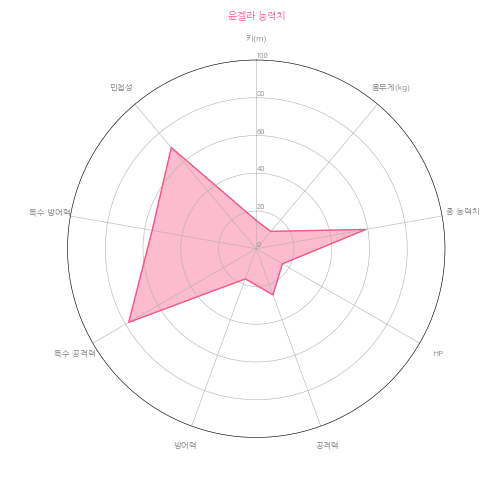 윤겔라 능력치
키(m)
100
민첩성
몸무게(kg)
80
60
40
20
특수 방어력
총 능력치
0
특수 공격력
HP
방어력
공격력